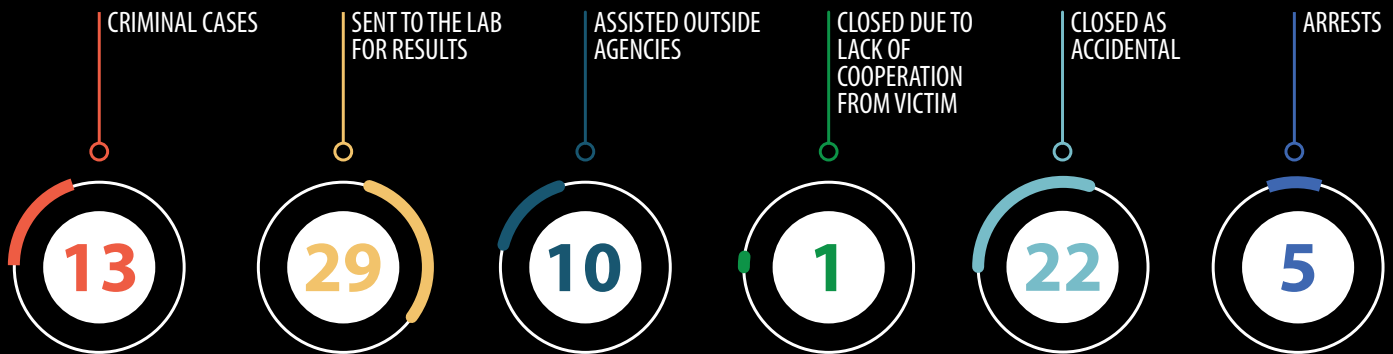 CRIMINAL CASES
SENT TO THE LAB
FOR RESULTS
ASSISTED OUTSIDE
AGENCIES
CLOSED DUE TO
LACK OF
COOPERATION
FROM VICTIM
CLOSED AS
ACCIDENTAL
ARRESTS
13
29
10
1
22
5